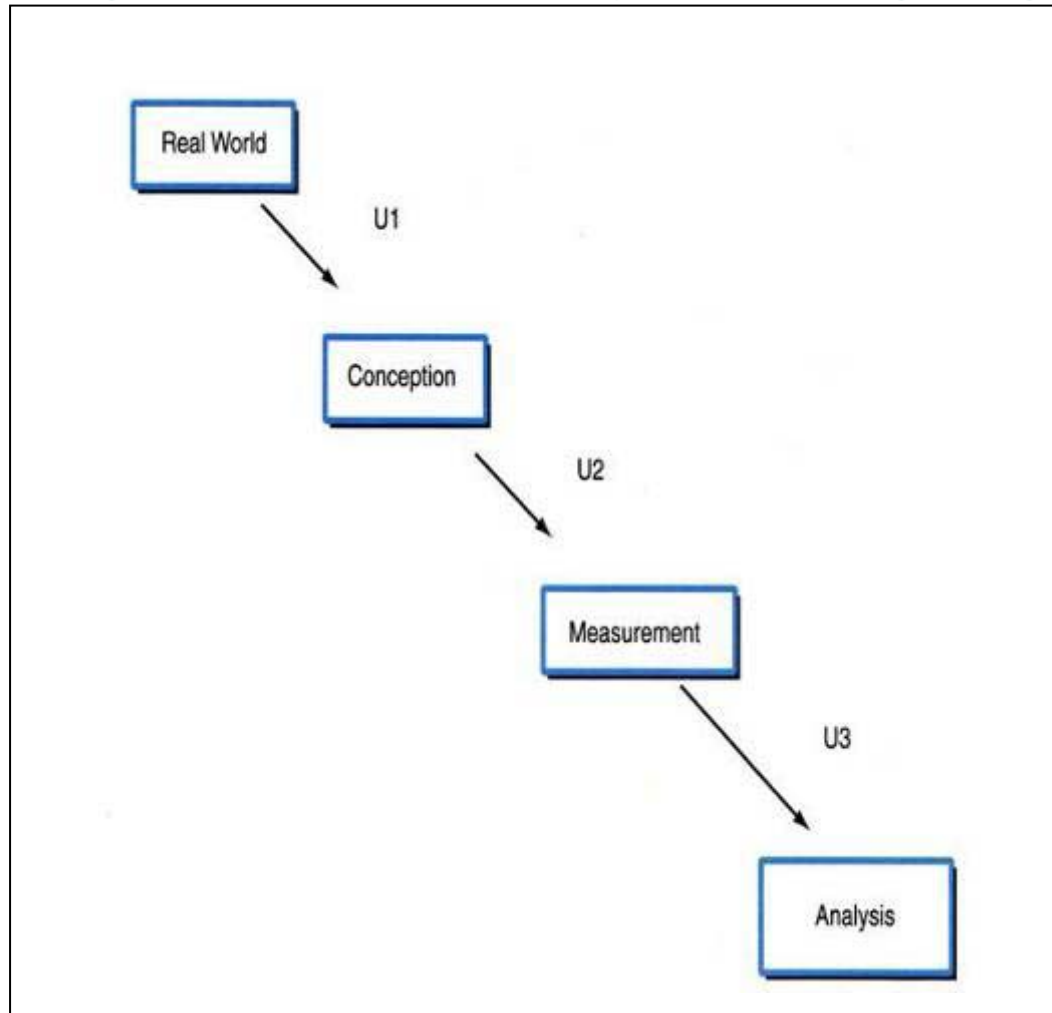 Real World
U1
Conception
U2
Measurement
U3
Analysis